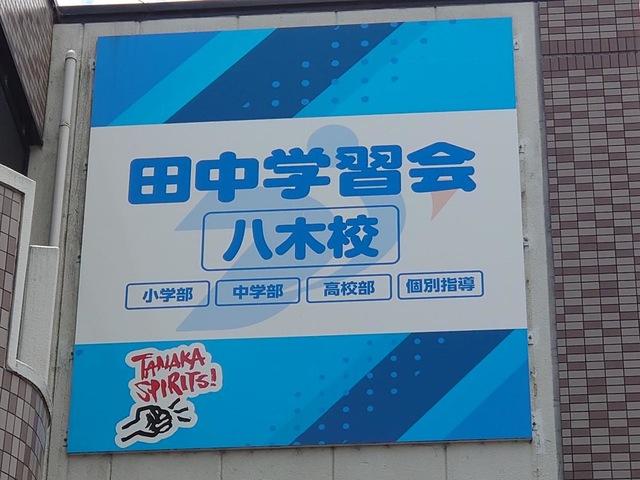 田中学習会
八木校
小学部 中学部 高校部 個別指導
TANAKA
SPIRITS!